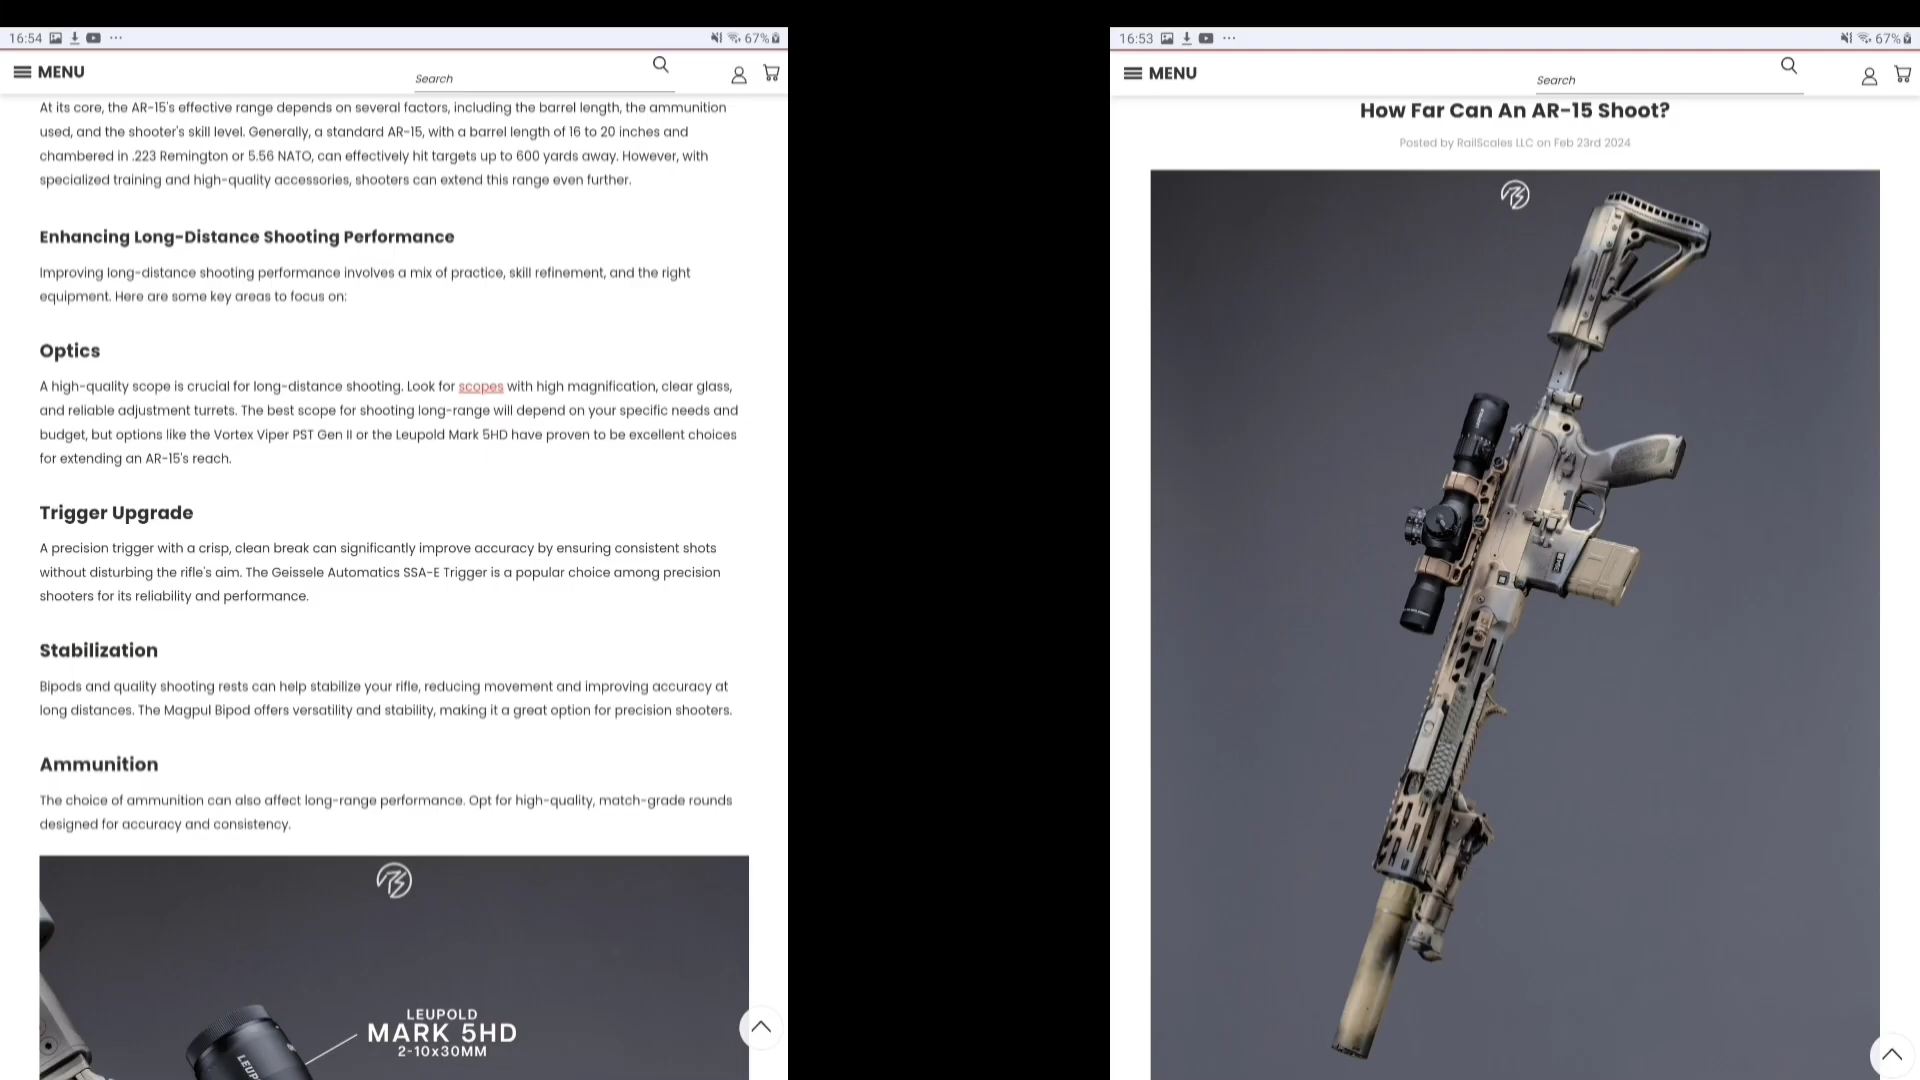 16:54
67%
MENU
Search
At its core, the AR-15's effective range depends on several factors, including the barrel length, the ammunition
used, and the shooter's skill level. Generally, a standard AR-15, with a barrel length of 16 to 20 inches and
chambered in .223 Remington or 5.56 NATO, can effectively hit targets up to 600 yards away. However, with
specialized training and high-quality accessories, shooters can extend this range even further.
Enhancing Long-Distance Shooting Performance
Improving long-distance shooting performance involves a mix of practice, skill refinement, and the right
equipment. Here are some key areas to focus on:
Optics
A high-quality scope is crucial for long-distance shooting. Look for scopes with high magnification, clear glass,
and reliable adjustment turrets. The best scope for shooting long-range will depend on your specific needs and
budget, but options like the Vortex Viper PST Gen II or the Leupold Mark 5HD have proven to be excellent choices
for extending an AR-15's reach.
Trigger Upgrade
A precision trigger with a crisp, clean break can significantly improve accuracy by ensuring consistent shots
without disturbing the rifle's aim. The Geissele Automatics SSA-E Trigger is a popular choice among precision
shooters for its reliability and performance.
Stabilization
Bipods and quality shooting rests can help stabilize your rifle, reducing movement and improving accuracy at
long distances. The Magpul Bipod offers versatility and stability, making it a great option for precision shooters.
Ammunition
The choice of ammunition can also affect long-range performance. Opt for high-quality, match-grade rounds
designed for accuracy and consistency.
LEUPOLD
MARK 5HD
2-10x30MM
LEUP
16:53
67%
MENU
Search
How Far Can An AR-15 Shoot?
Posted by RailScales LLC on Feb 23rd 2024